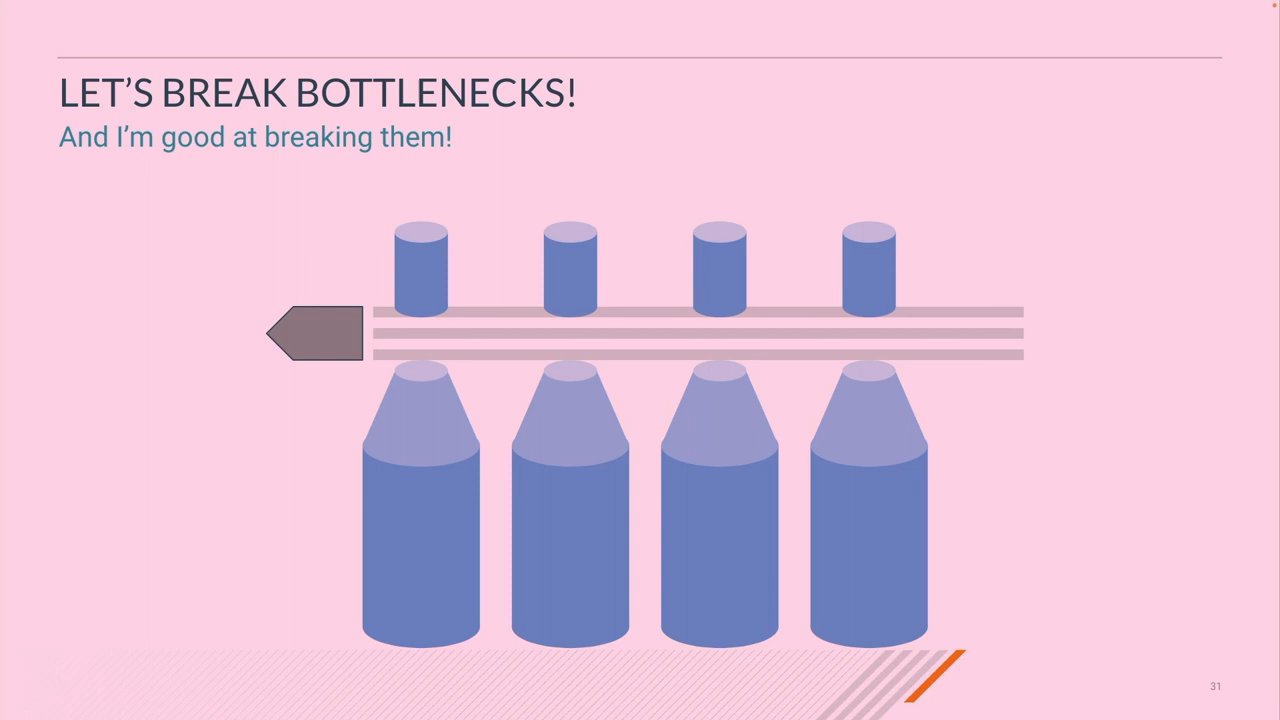 LET’S BREAK BOTTLENECKS!
And I’m good at breaking them!
31